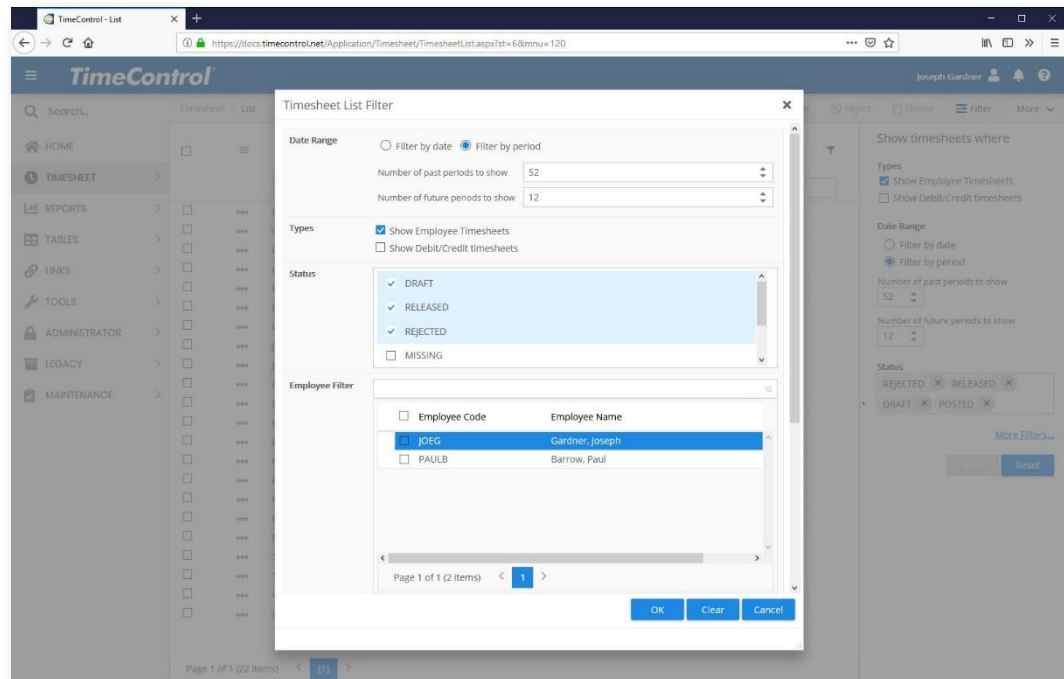 TimeControl - List
https://docs.timecontrol.net/Application/Timesheet/TimesheetList.aspx?st=6&mnu=120
TimeControl
Joseph Gardner
Search...
Timesheet > List
Reject Delete Filter More
HOME
TIMESHEET
REPORTS
TABLES
LINKS
TOOLS
ADMINISTRATOR
LEGACY
MAINTENANCE
Timesheet List Filter
Date Range
Filter by date Filter by period
Number of past periods to show 52
Number of future periods to show 12
Types
Show Employee Timesheets
Show Debit/Credit timesheets
Status
DRAFT
RELEASED
REJECTED
MISSING
Employee Filter
Employee Code Employee Name
JOEG Gardner, Joseph
PAULB Barrow, Paul
Page 1 of 1 (2 items) 1
OK Clear Cancel
Show timesheets where
Types
Show Employee Timesheets
Show Debit/Credit timesheets
Date Range
Filter by date
Filter by period
Number of past periods to show
52
Number of future periods to show
12
Status
REJECTED X RELEASED X
DRAFT X POSTED X
More Filters...
Apply Reset
Page 1 of 1 (22 items) [1]